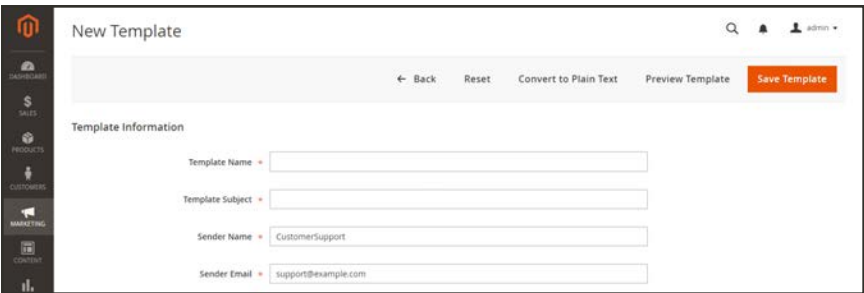 New Template
admin
← Back Reset Convert to Plain Text Preview Template Save Template
DASHBOARD
SALES
PRODUCTS
CUSTOMERS
MARKETING
CONTENT
Template Information
Template Name *
Template Subject *
Sender Name * CustomerSupport
Sender Email * support@example.com